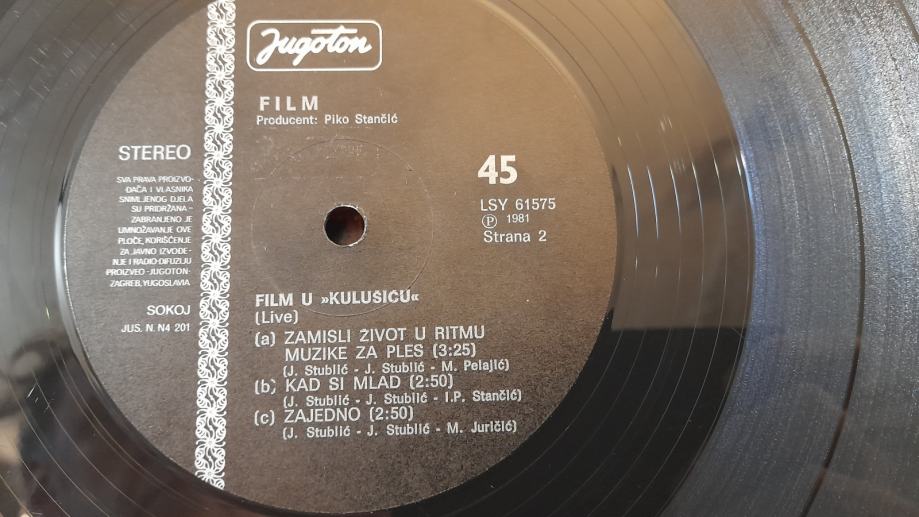 Jugoton
FILM
Producent: Piko Stančić
STEREO
SVA PRAVA PROIZVO-
ĐAČA I VLASNIKA
SNIMLJENOG DJELA
SU PRIDRŽANA -
ZABRANJENO JE
UMNOŽAVANJE OVE
PLOČE, KORIŠĆENJE
ZA JAVNO IZVOĐE-
NJE I RADIO-DIFUZIJU
PROIZVEO -JUGOTON-
ZAGREB, YUGOSLAVIA
SOKOJ
JUS. N. N4 201
45
LSY 61575
Ⓟ 1981
Strana 2
FILM U »KULUŠIĆU«
(Live)
(a) ZAMISLI ŽIVOT U RITMU
MUZIKE ZA PLES (3:25)
(J. Stublić - J. Stublić - M. Pelajić)
(b) KAD SI MLAD (2:50)
(J. Stublić - J. Stublić - I.P. Stančić)
(c) ZAJEDNO (2:50)
(J. Stublić - J. Stublić - M. Juričić)